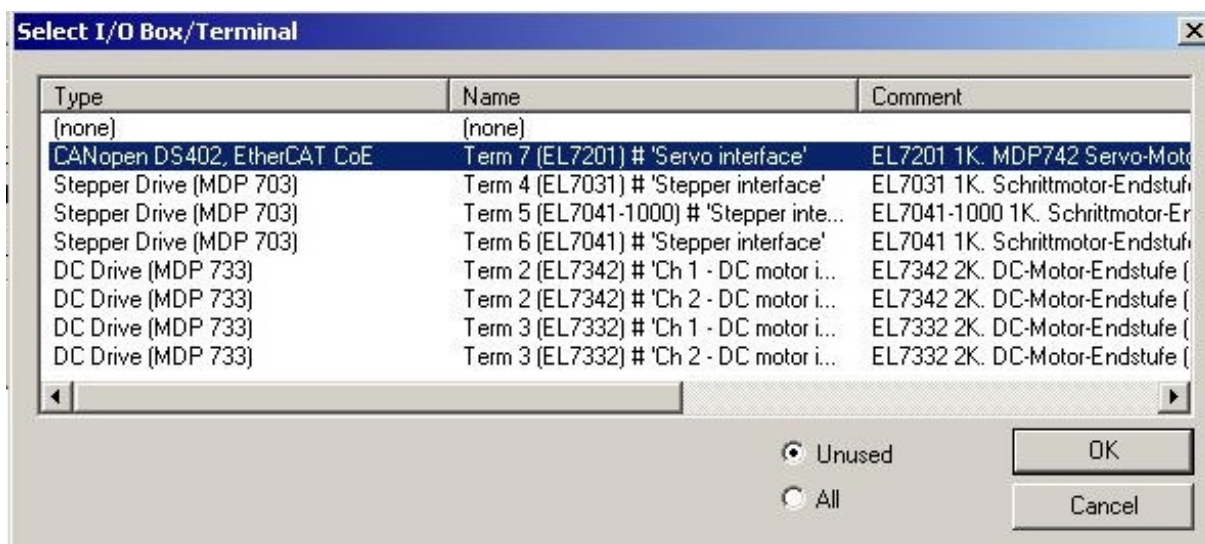 Select I/O Box/Terminal
Type Name Comment
(none) (none)
CANopen DS402, EtherCAT CoE Term 7 (EL7201) # 'Servo interface' EL7201 1K. MDP742 Servo-Moto
Stepper Drive (MDP 703) Term 4 (EL7031) # 'Stepper interface' EL7031 1K. Schrittmotor-Endstufe
Stepper Drive (MDP 703) Term 5 (EL7041-1000) # 'Stepper inte... EL7041-1000 1K. Schrittmotor-Er
Stepper Drive (MDP 703) Term 6 (EL7041) # 'Stepper interface' EL7041 1K. Schrittmotor-Endstufe
DC Drive (MDP 733) Term 2 (EL7342) # 'Ch 1 - DC motor i... EL7342 2K. DC-Motor-Endstufe (
DC Drive (MDP 733) Term 2 (EL7342) # 'Ch 2 - DC motor i... EL7342 2K. DC-Motor-Endstufe (
DC Drive (MDP 733) Term 3 (EL7332) # 'Ch 1 - DC motor i... EL7332 2K. DC-Motor-Endstufe (
DC Drive (MDP 733) Term 3 (EL7332) # 'Ch 2 - DC motor i... EL7332 2K. DC-Motor-Endstufe (
Unused OK
All Cancel